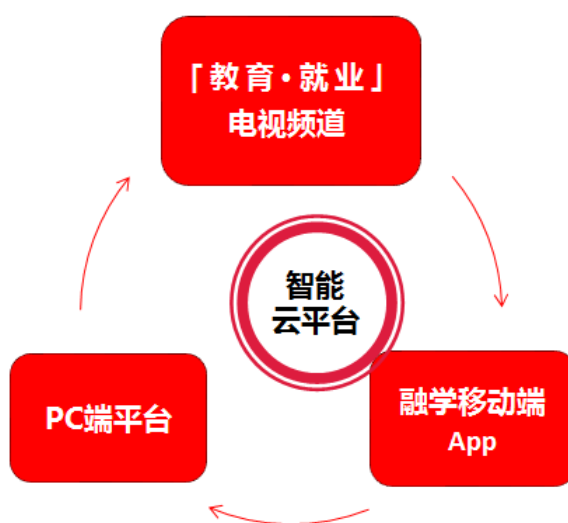 「教育·就业」
电视频道
智能
云平台
PC端平台
融学移动端
App